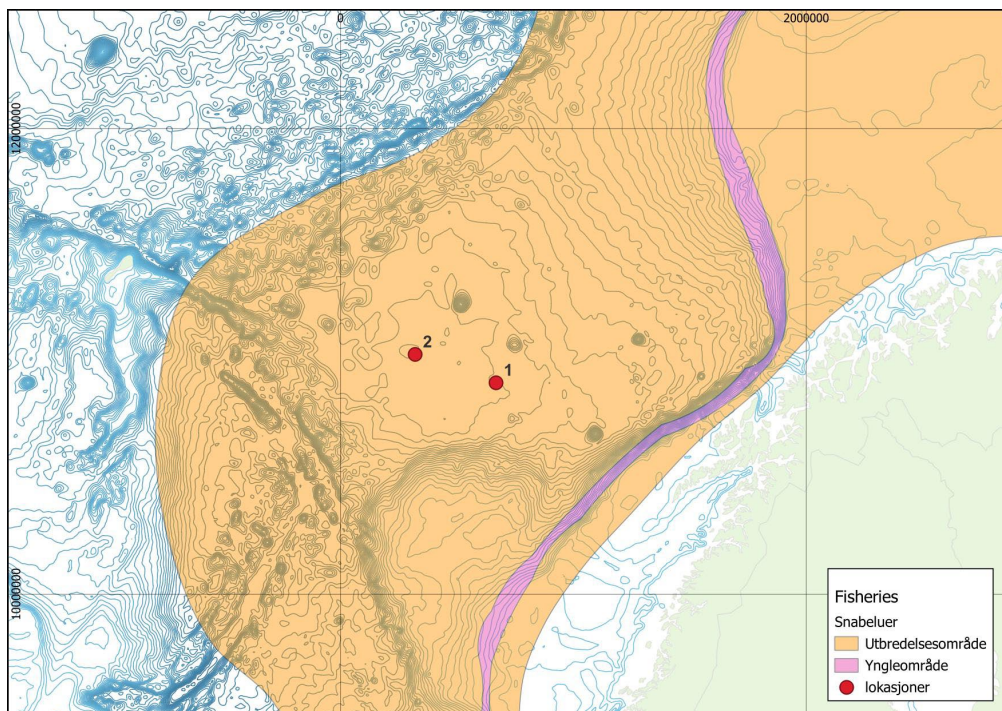 0
2000000
12000000
2
1
10000000
Fisheries
Snabeluer
Utbredelsesområde
Yngleområde
lokasjoner